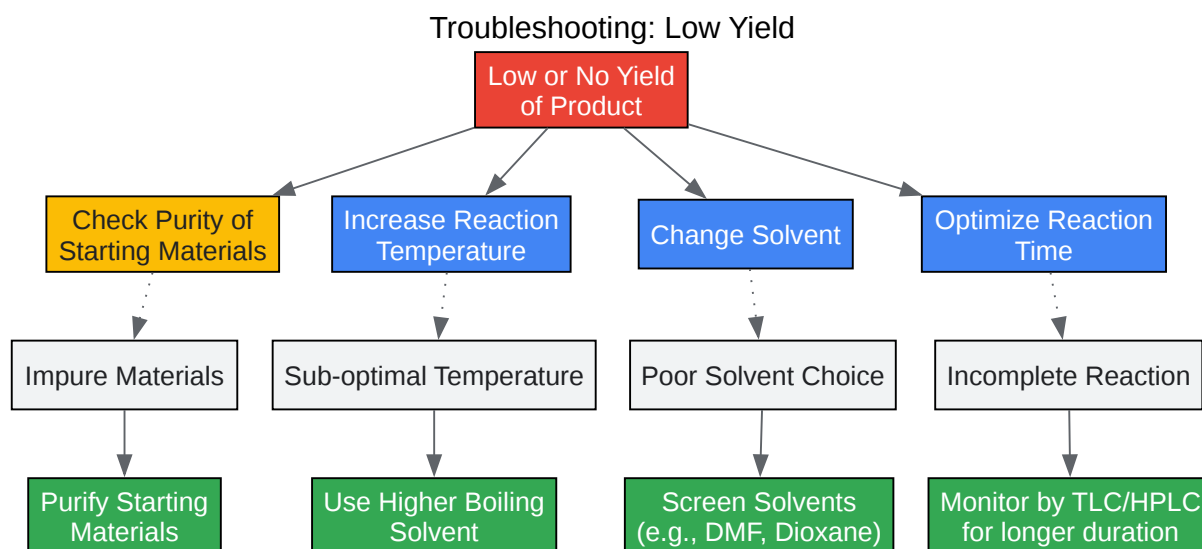 Troubleshooting: Low Yield
Low or No Yield
of Product
Check Purity of
Starting Materials
Increase Reaction
Temperature
Change Solvent
Optimize Reaction
Time
Impure Materials
Sub-optimal Temperature
Poor Solvent Choice
Incomplete Reaction
Purify Starting
Materials
Use Higher Boiling
Solvent
Screen Solvents
(e.g., DMF, Dioxane)
Monitor by TLC/HPLC
for longer duration